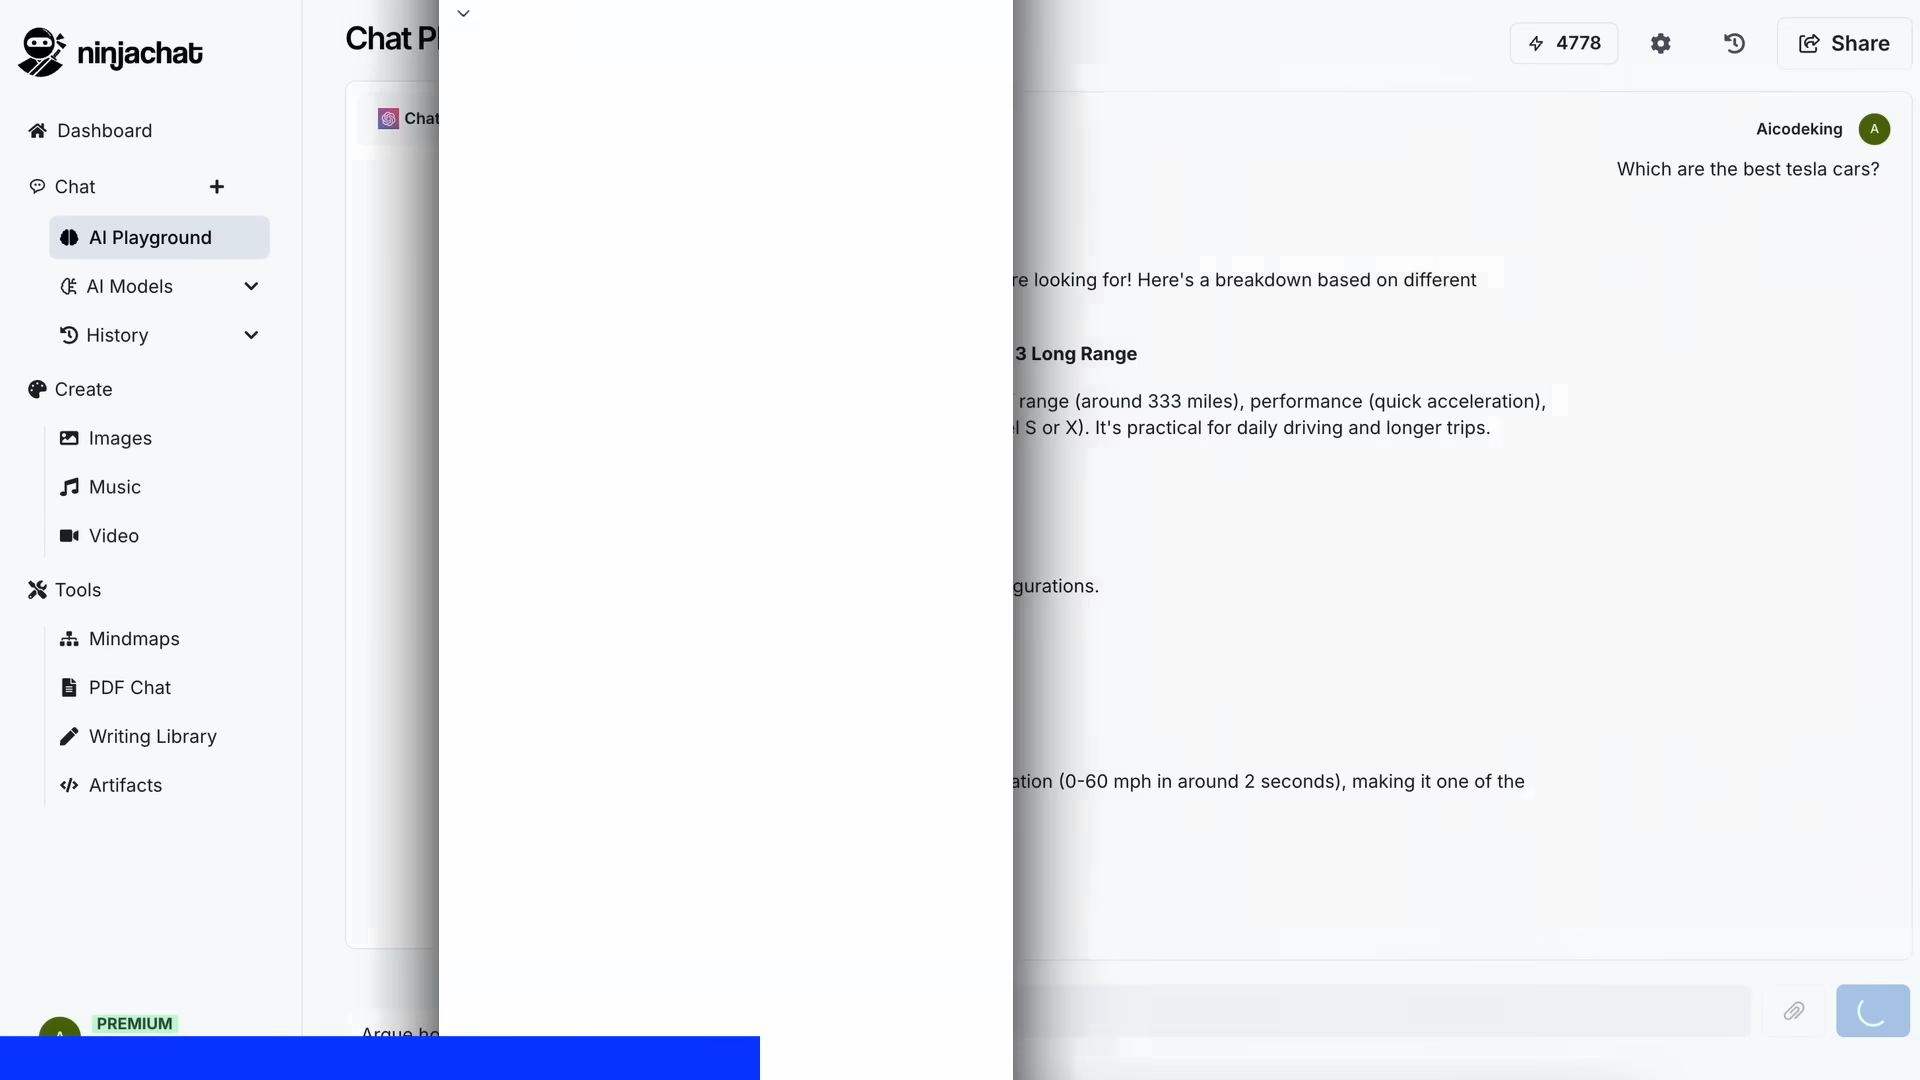 ninjachat
Dashboard
Chat
AI Playground
AI Models
History
Create
Images
Music
Video
Tools
Mindmaps
PDF Chat
Writing Library
Artifacts
PREMIUM
Chat
4778
Share
Chat
Aicodeking
A
Which are the best tesla cars?
looking for! Here's a breakdown based on different
3 Long Range
range (around 333 miles), performance (quick acceleration),
S or X). It's practical for daily driving and longer trips.
gurations.
ation (0-60 mph in around 2 seconds), making it one of the